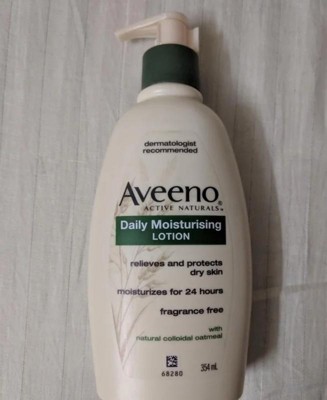 dermatologist
recommended
Aveeno®
ACTIVE NATURALS®
Daily Moisturising
LOTION
relieves and protects
dry skin
moisturizes for 24 hours
fragrance free
with
natural colloidal oatmeal
68280
354 mL